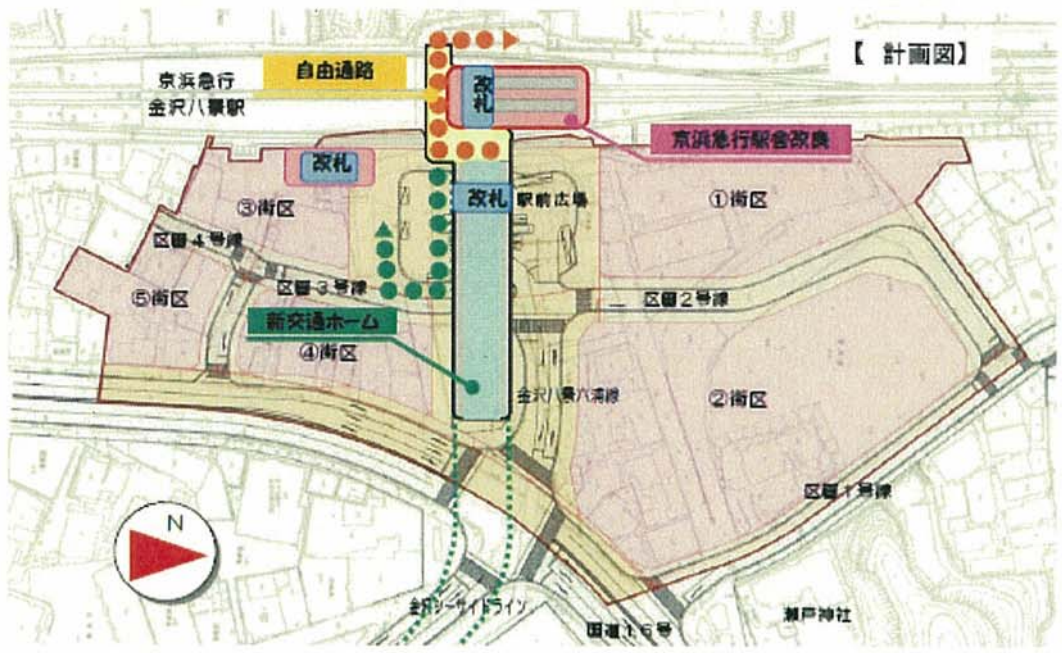 【 計画図】
自由通路
京浜急行
金沢八景駅
改札
京浜急行駅舎改良
改札
改札
駅前広場
①街区
③街区
区画４号線
⑤街区
区画３号線
区画２号線
新交通ホーム
④街区
金沢八景六浦線
②街区
区画１号線
N
金沢シーサイドライン
国道１６号
瀬戸神社